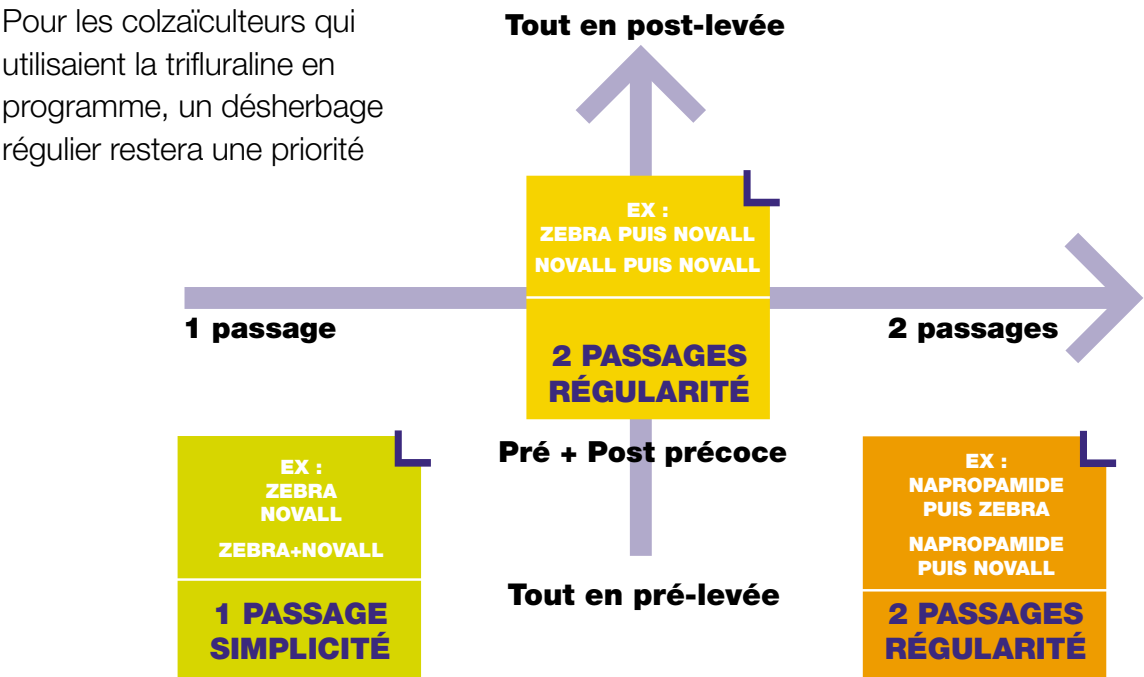 Pour les colzaïculteurs qui
utilisaient la trifluraline en
programme, un désherbage
régulier restera une priorité
Tout en post-levée
EX :
ZEBRA PUIS NOVALL
NOVALL PUIS NOVALL
2 PASSAGES
RÉGULARITÉ
1 passage
2 passages
Pré + Post précoce
EX :
ZEBRA
NOVALL
ZEBRA+NOVALL
1 PASSAGE
SIMPLICITÉ
Tout en pré-levée
EX :
NAPROPAMIDE
PUIS ZEBRA
NAPROPAMIDE
PUIS NOVALL
2 PASSAGES
RÉGULARITÉ